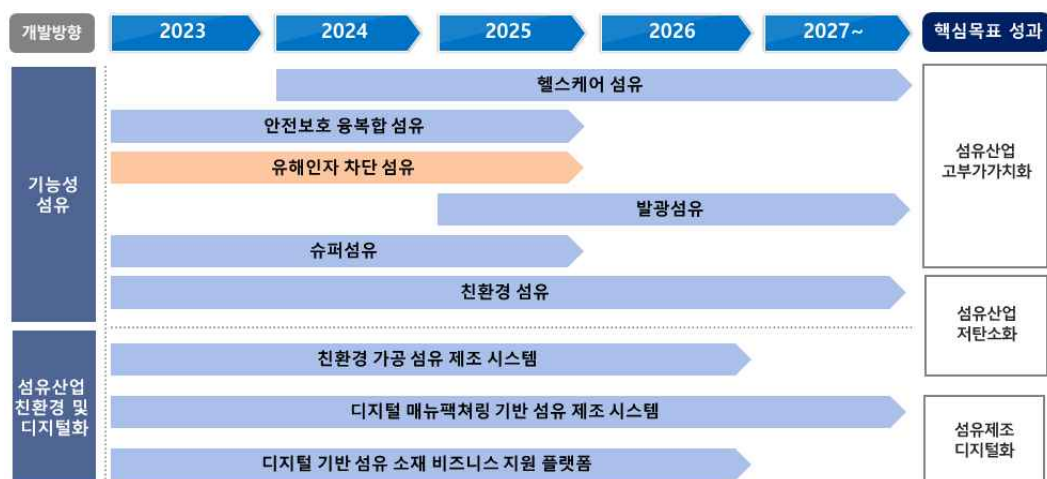 개발방향
2023
2024
2025
2026
2027~
핵심목표 성과
기능성
섬유
헬스케어 섬유
안전보호 융복합 섬유
유해인자 차단 섬유
발광섬유
슈퍼섬유
친환경 섬유
섬유산업
고부가가치화
섬유산업
저탄소화
섬유산업
친환경 및
디지털화
친환경 가공 섬유 제조 시스템
디지털 매뉴팩쳐링 기반 섬유 제조 시스템
디지털 기반 섬유 소재 비즈니스 지원 플랫폼
섬유제조
디지털화